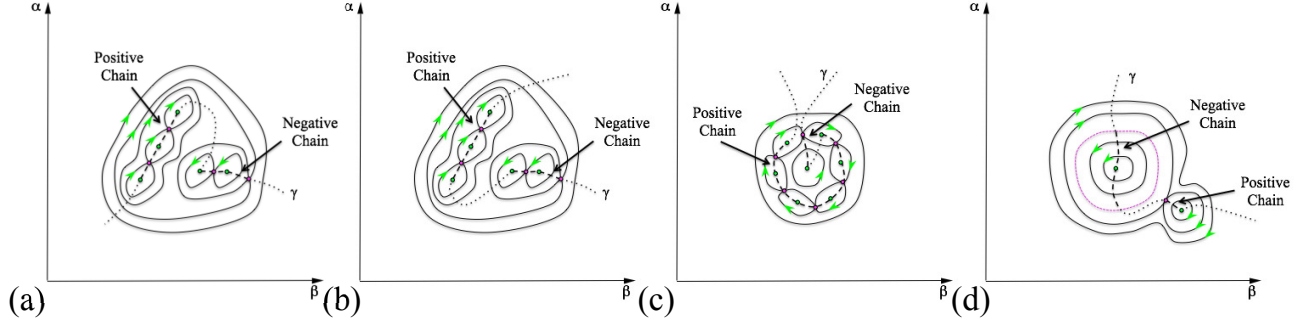 α
Positive
Chain
Negative
Chain
γ
β
(a)
α
Positive
Chain
Negative
Chain
γ
β
(b)
α
γ
Negative
Chain
Positive
Chain
β
(c)
α
γ
Negative
Chain
Positive
Chain
β
(d)